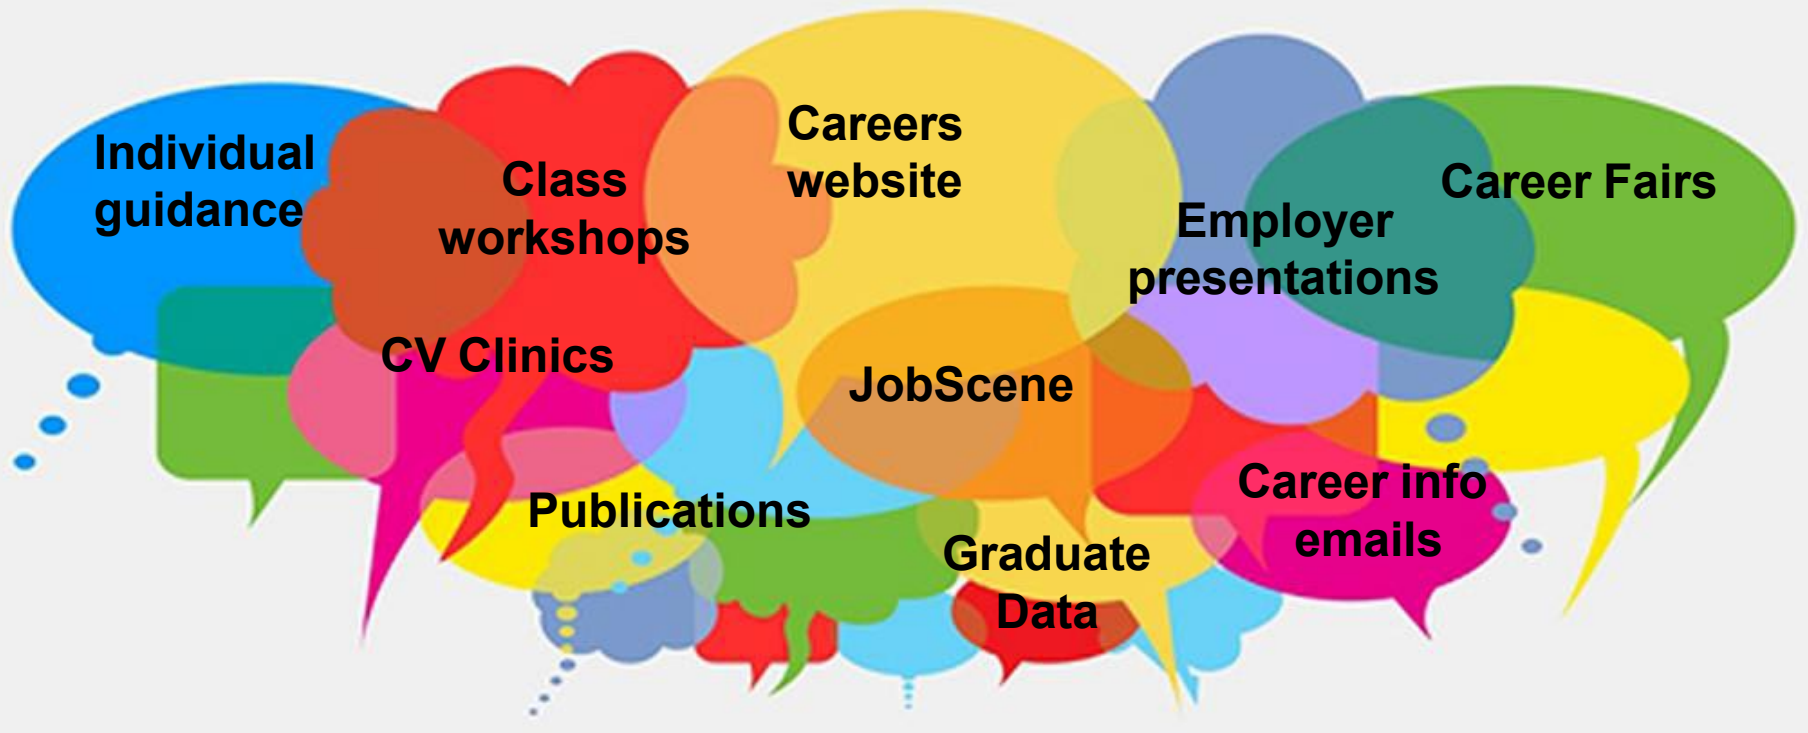 Individual
guidance
Class
workshops
Careers
website
Employer
presentations
Career Fairs
CV Clinics
JobScene
Publications
Graduate
Data
Career info
emails